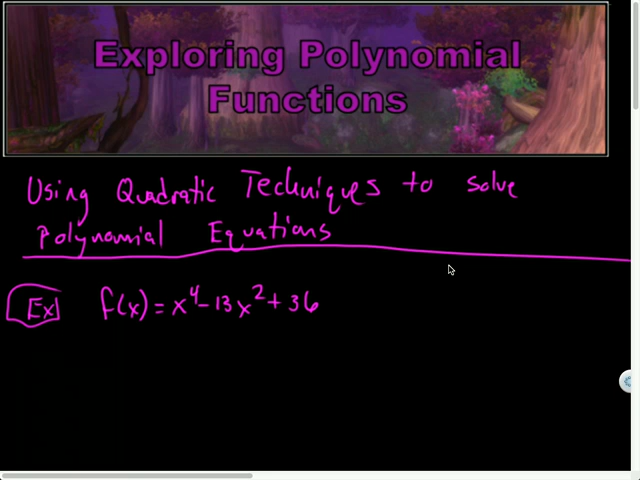 Exploring Polynomial
Functions
Using Quadratic Techniques to solve
Polynomial Equations
Ex f(x) = x⁴ - 13x² + 36